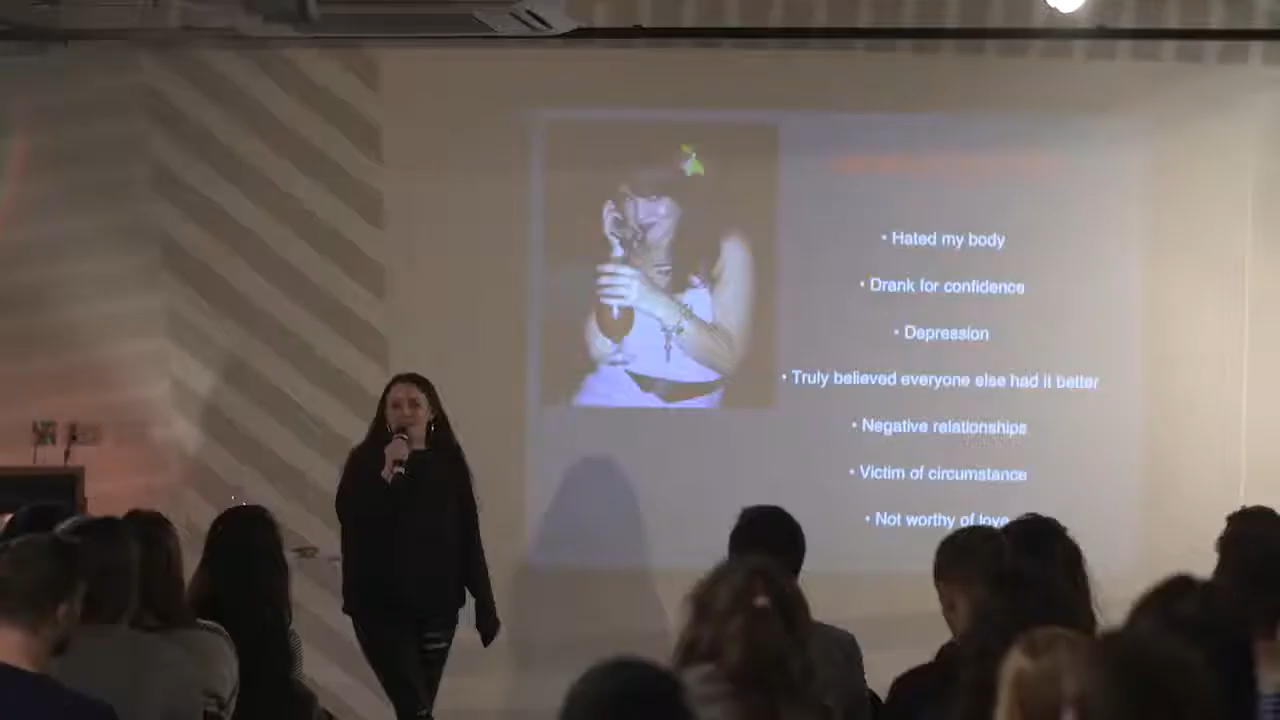 • Hated my body
• Drank for confidence
• Depression
• Truly believed everyone else had it better
• Negative relationships
• Victim of circumstance
• Not worthy of love